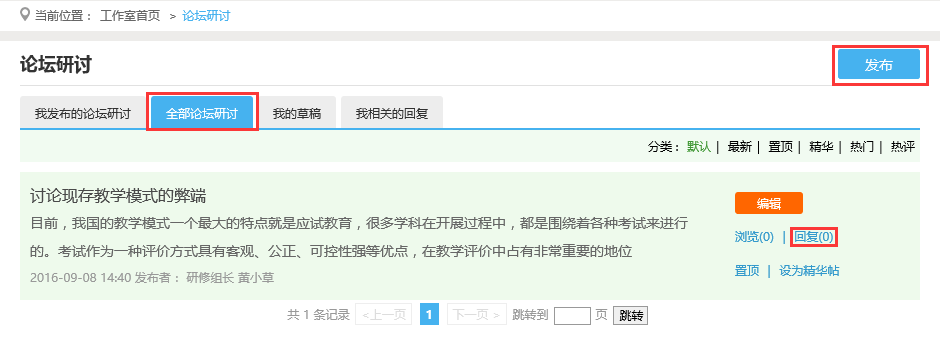 当前位置： 工作室首页 > 论坛研讨
论坛研讨
发布
我发布的论坛研讨 全部论坛研讨 我的草稿 我相关的回复
分类： 默认 | 最新 | 置顶 | 精华 | 热门 | 热评
讨论现存教学模式的弊端
编辑
目前，我国的教学模式一个最大的特点就是应试教育，很多学科在开展过程中，都是围绕着各种考试来进行
的。考试作为一种评价方式具有客观、公正、可控性强等优点，在教学评价中占有非常重要的地位
浏览(0) | 回复(0)
2016-09-08 14:40 发布者： 研修组长 黄小草
置顶 | 设为精华帖
共 1 条记录 <上一页 1 下一页 > 跳转到 页 跳转